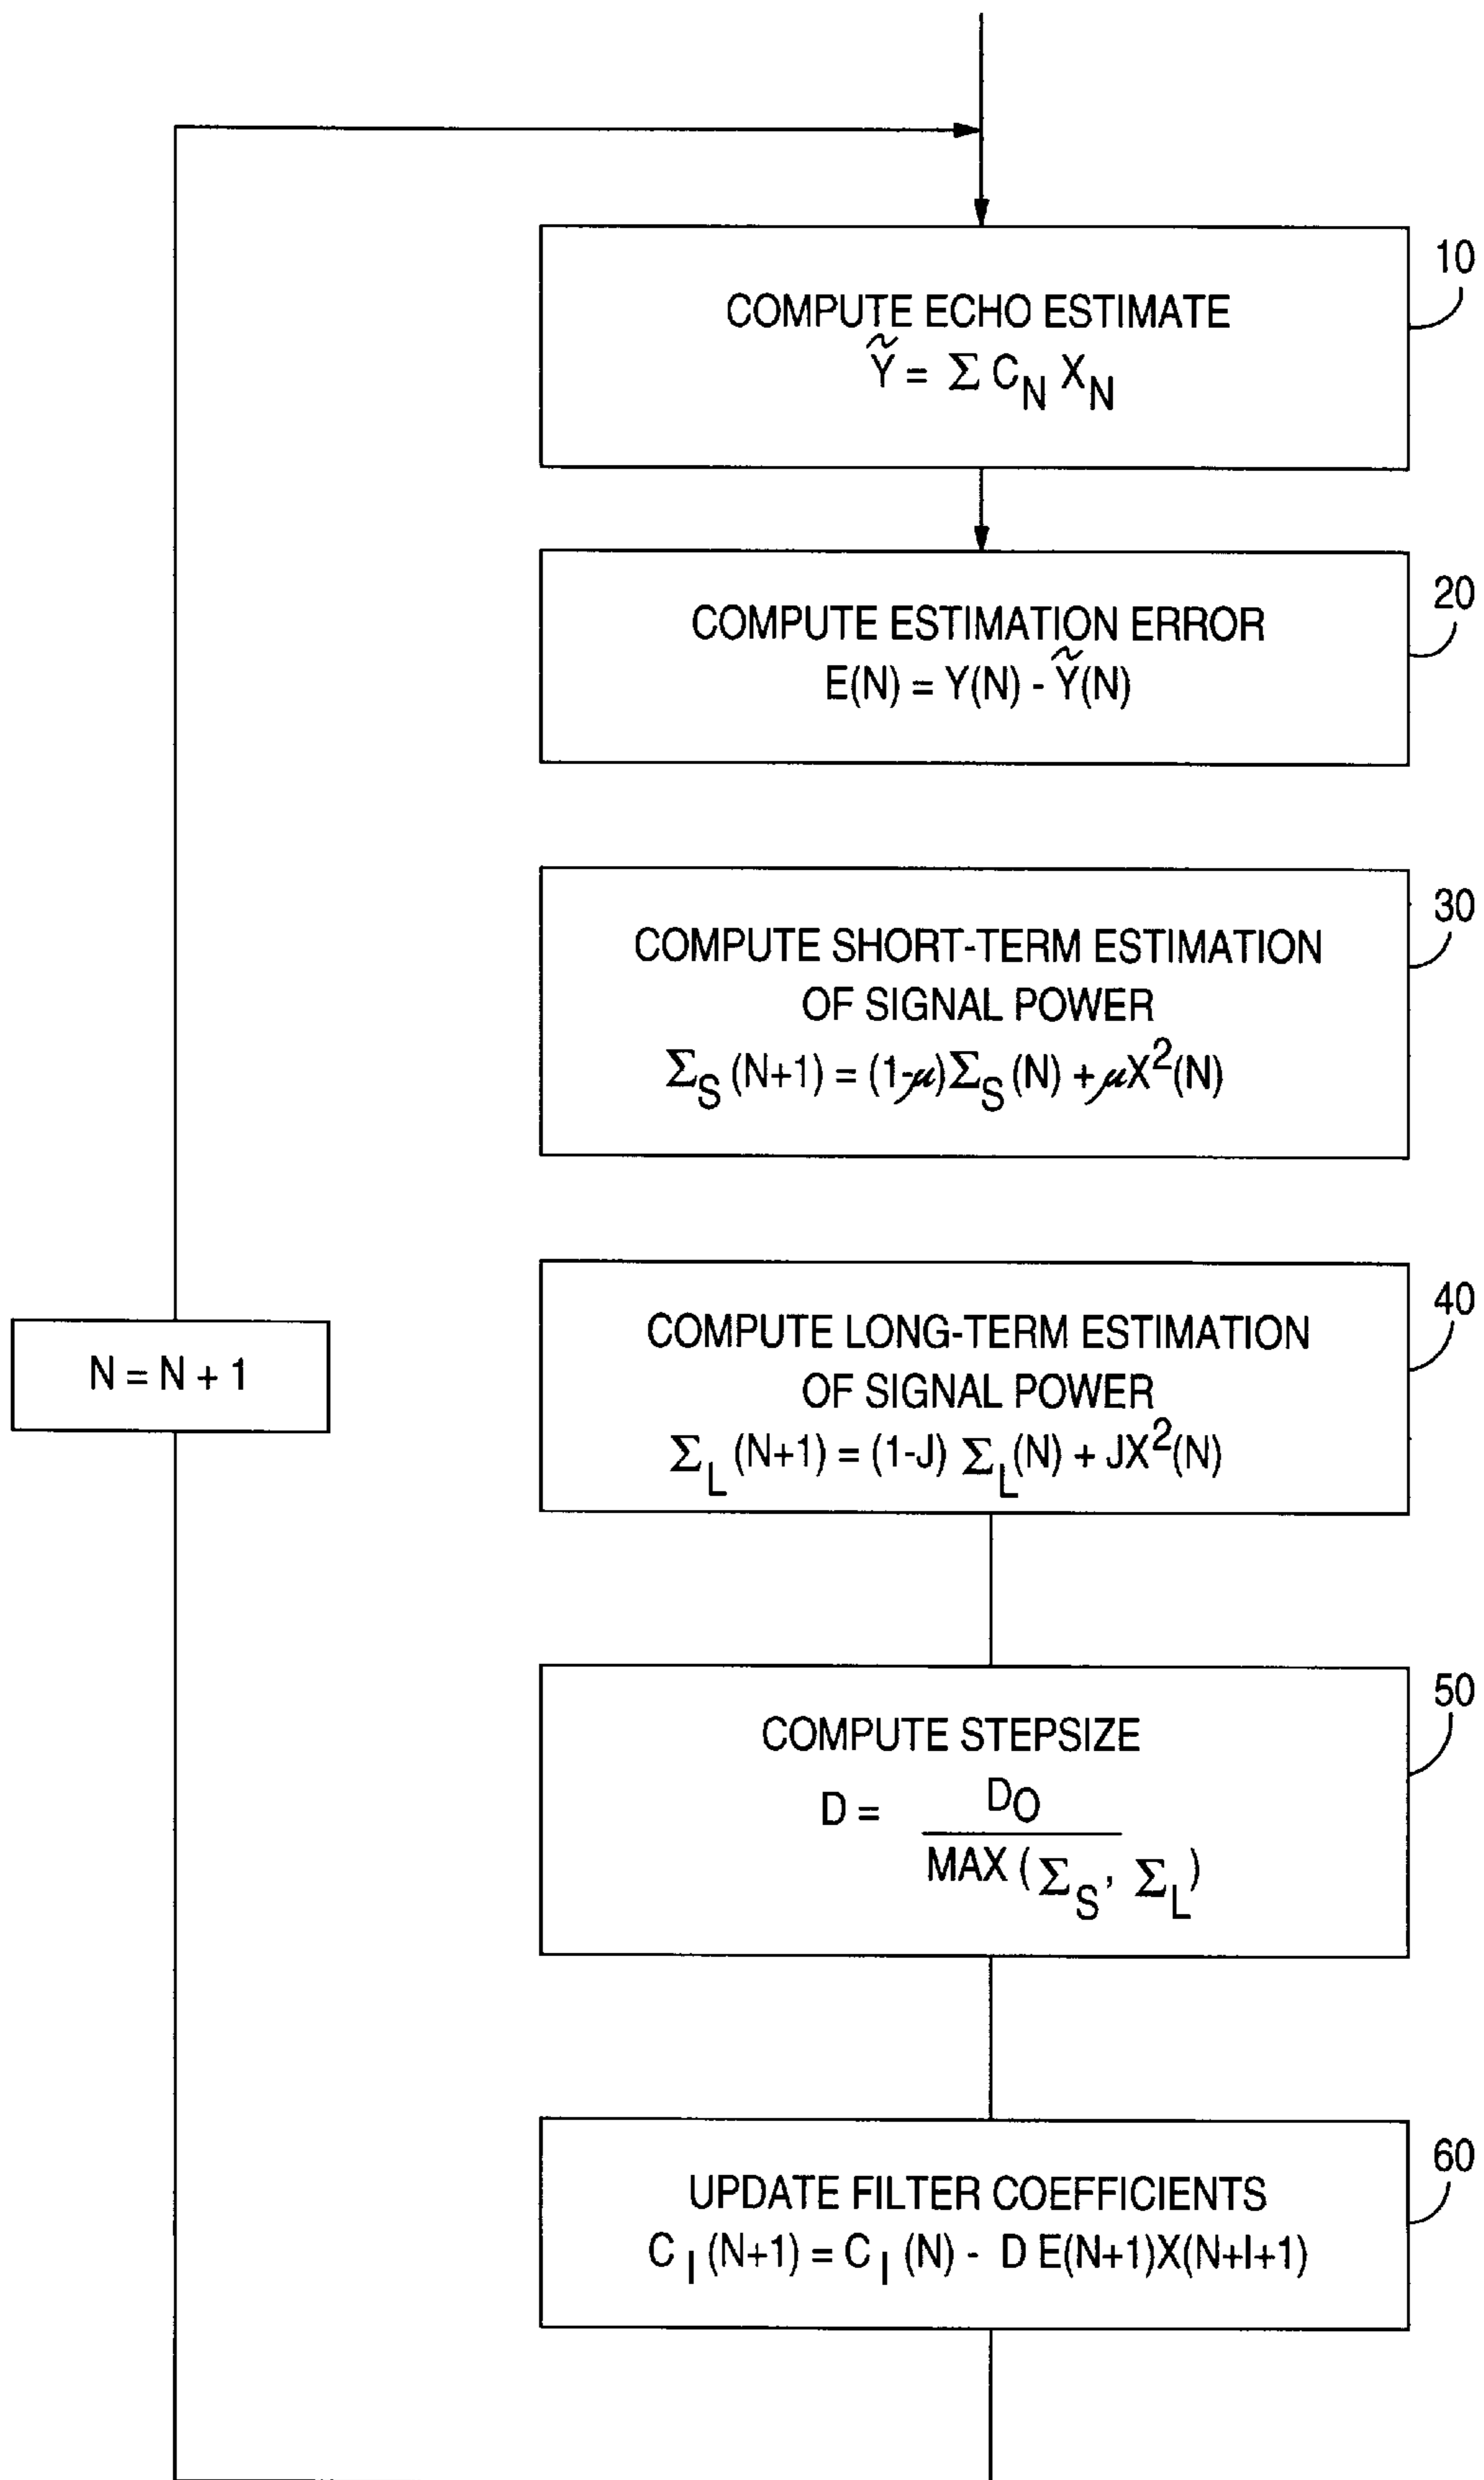 10
COMPUTE ECHO ESTIMATE
Ỹ = Σ C_N X_N
20
COMPUTE ESTIMATION ERROR
E(N) = Y(N) - Ỹ(N)
30
COMPUTE SHORT-TERM ESTIMATION
OF SIGNAL POWER
Σ_S (N+1) = (1-μ)Σ_S (N) + μX²(N)
40
COMPUTE LONG-TERM ESTIMATION
OF SIGNAL POWER
Σ_L (N+1) = (1-J) Σ_L (N) + JX²(N)
N = N + 1
50
COMPUTE STEPSIZE
D = D_O
MAX (Σ_S, Σ_L)
60
UPDATE FILTER COEFFICIENTS
C_I (N+1) = C_I (N) - D E(N+1)X(N+I+1)